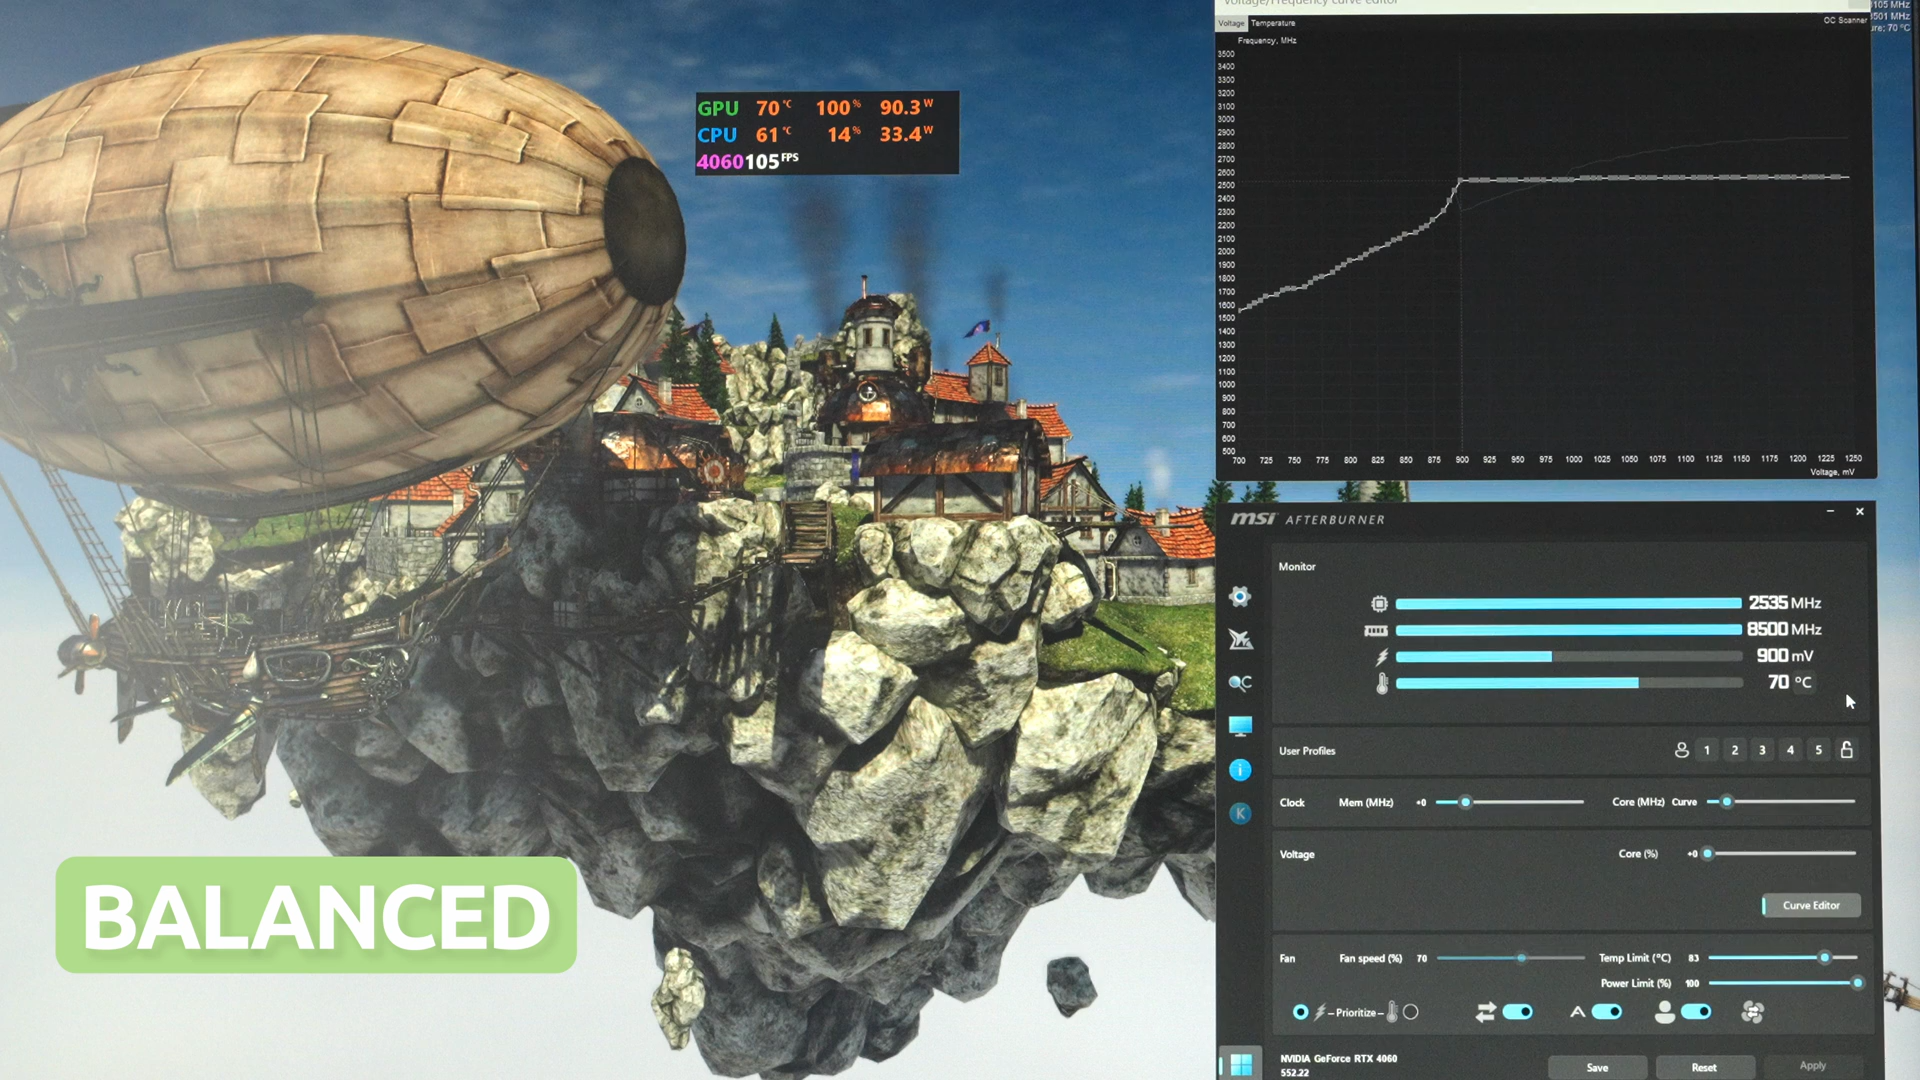 Voltage/Frequency curve editor
Voltage Temperature
OC Scanner
Frequency, MHz
3500
3400
3300
3200
3100
3000
2900
2800
2700
2600
2500
2400
2300
2200
2100
2000
1900
1800
1700
1600
1500
1400
1300
1200
1100
1000
900
800
700
600
500
700 725 750 775 800 825 850 875 900 925 950 975 1000 1025 1050 1075 1100 1125 1150 1175 1200 1225 1250
Voltage, mV
GPU 70°C 100% 90.3W
CPU 61°C 14% 33.4W
4060 105 FPS
msi AFTERBURNER
Monitor
2535 MHz
8500 MHz
900 mV
70 °C
User Profiles 1 2 3 4 5
Clock Mem (MHz) +0 Core (MHz) Curve
Voltage Core (%) +0
Curve Editor
Fan Fan speed (%) 70 Temp Limit (°C) 83
Power Limit (%) 100
Prioritize
NVIDIA GeForce RTX 4060
552.22
Save Reset Apply
BALANCED